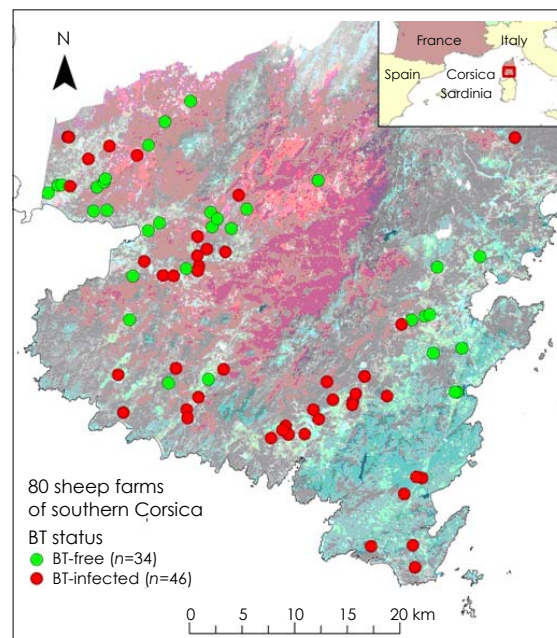 N
France
Italy
Spain
Corsica
Sardinia
80 sheep farms
of southern Corsica
BT status
BT-free (n=34)
BT-infected (n=46)
0 5 10 20 km